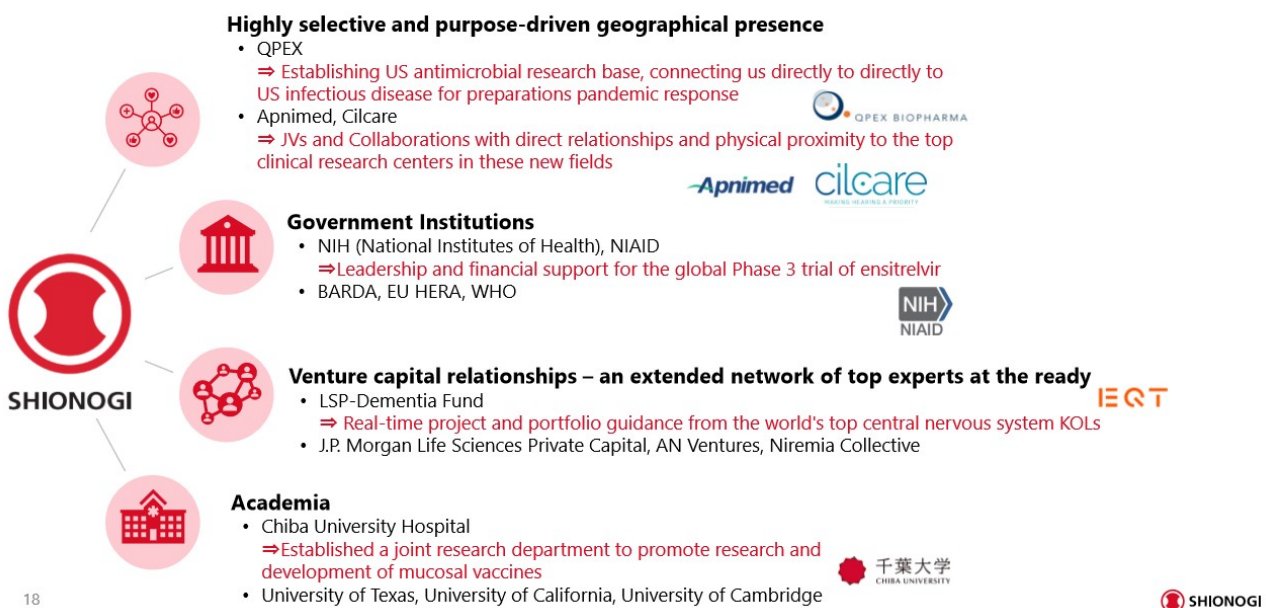 Highly selective and purpose-driven geographical presence
• QPEX
⇒ Establishing US antimicrobial research base, connecting us directly to directly to
US infectious disease for preparations pandemic response
QPEX BIOPHARMA
• Apnimed, Cilcare
⇒ JVs and Collaborations with direct relationships and physical proximity to the top
clinical research centers in these new fields
Apnimed
cilcare
MAKING HEARING A PRIORITY
Government Institutions
• NIH (National Institutes of Health), NIAID
⇒Leadership and financial support for the global Phase 3 trial of ensitrelvir
• BARDA, EU HERA, WHO
NIH
NIAID
SHIONOGI
Venture capital relationships – an extended network of top experts at the ready
• LSP-Dementia Fund
EQT
⇒ Real-time project and portfolio guidance from the world's top central nervous system KOLs
• J.P. Morgan Life Sciences Private Capital, AN Ventures, Niremia Collective
Academia
• Chiba University Hospital
⇒Established a joint research department to promote research and
development of mucosal vaccines
千葉大学
CHIBA UNIVERSITY
• University of Texas, University of California, University of Cambridge
18
SHIONOGI